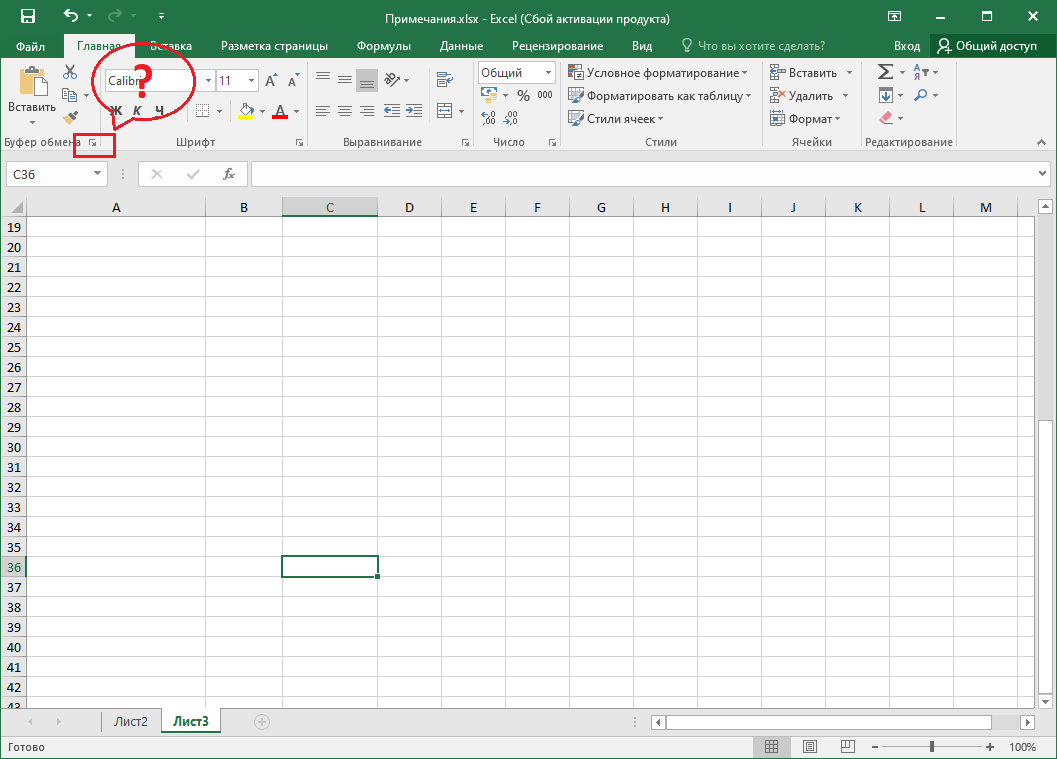 Примечания.xlsx - Excel (Сбой активации продукта)
Файл Главная Вставка Разметка страницы Формулы Данные Рецензирование Вид Что вы хотите сделать? Вход Общий доступ
Calibri 11 Общий Условное форматирование Вставить Σ
? % 000 Форматировать как таблицу Удалить
Вставить Ж К Ч А ,00 ,00 Стили ячеек Формат
Буфер обмена Шрифт Выравнивание Число Стили Ячейки Редактирование
C36 fx
A B C D E F G H I J K L M
19
20
21
22
23
24
25
26
27
28
29
30
31
32
33
34
35
36
37
38
39
40
41
42
43
Лист2 Лист3
Готово 100%